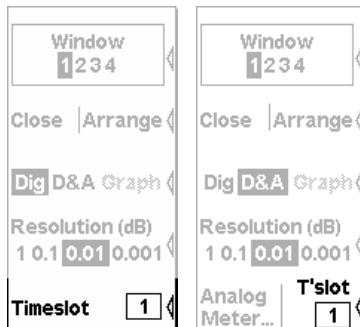 Window
1234
Close Arrange
Dig D&A Graph
Resolution (dB)
1 0.1 0.01 0.001
Timeslot 1
Window
1234
Close Arrange
Dig D&A Graph
Resolution (dB)
1 0.1 0.01 0.001
Analog
Meter...
T'slot
1